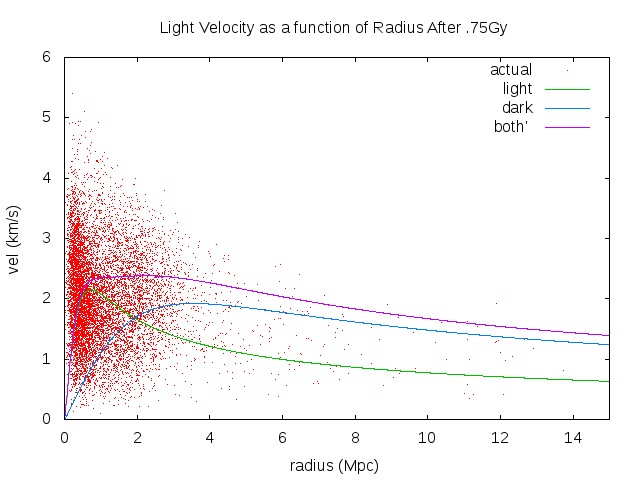 Light Velocity as a function of Radius After .75Gy
6
actual
light
5
dark
both'
4
vel (km/s)
3
2
1
0
0 2 4 6 8 10 12 14
radius (Mpc)